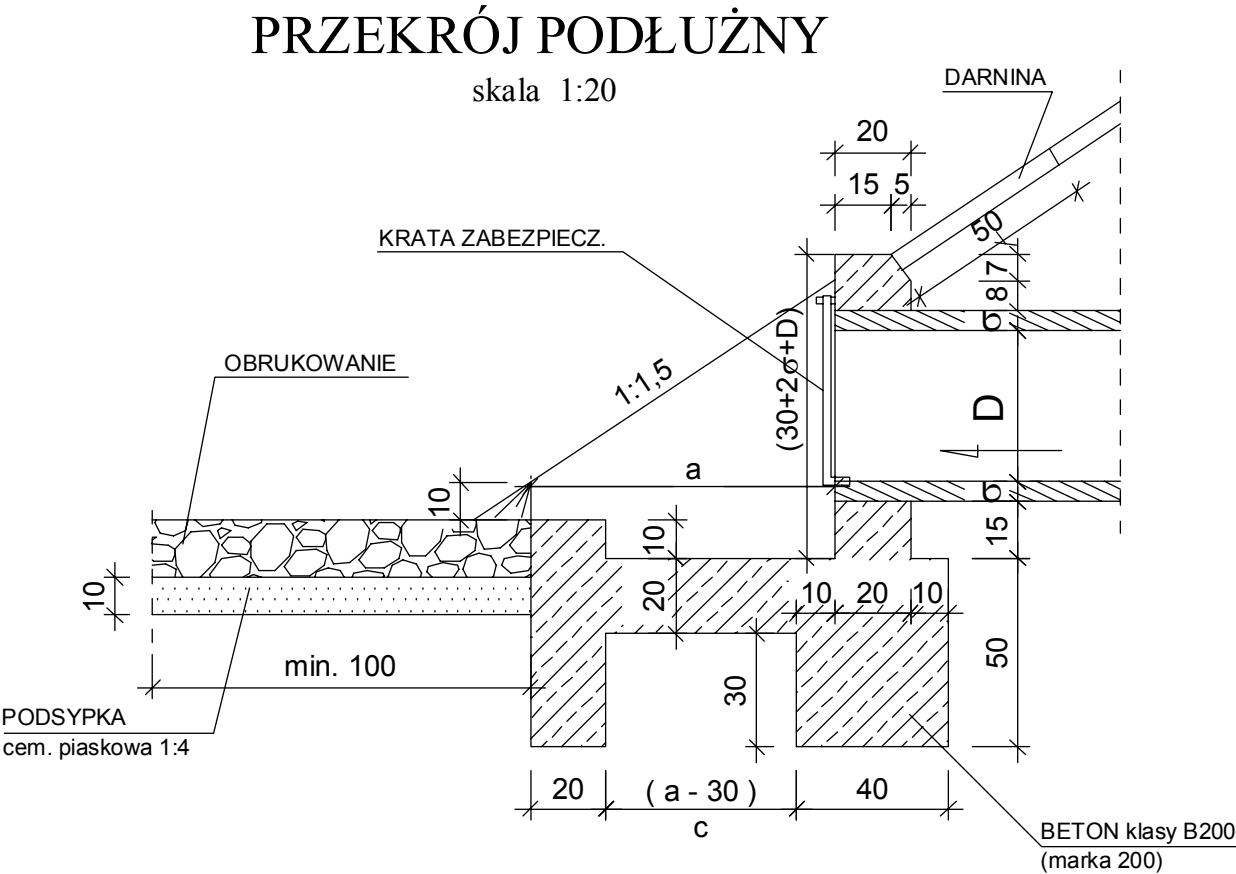 PRZEKRÓJ PODŁUŻNY
skala 1:20
DARNINA
20
15 5
KRATA ZABEZPIECZ.
50
7
8
σ
(30+2σ+D)
OBRUKOWANIE
1:1,5
D
a
10
σ
10
15
10
20
10 20 10
min. 100
30
50
PODSYPKA
cem. piaskowa 1:4
20
( a - 30 )
40
c
BETON klasy B200
(marka 200)